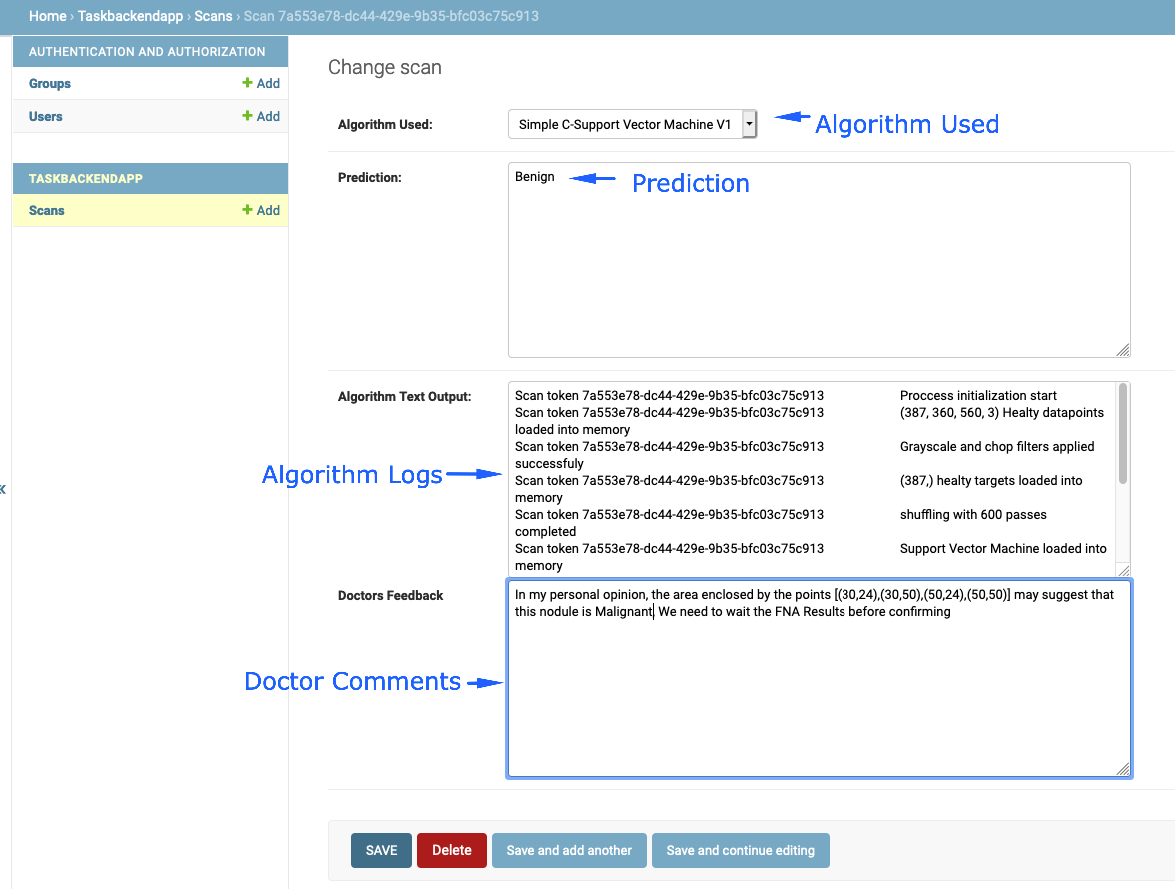 Home › Taskbackendapp › Scans › Scan 7a553e78-dc44-429e-9b35-bfc03c75c913
AUTHENTICATION AND AUTHORIZATION
Groups + Add
Users + Add
TASKBACKENDAPP
Scans + Add
Change scan
Algorithm Used: Simple C-Support Vector Machine V1 Algorithm Used
Prediction: Benign Prediction
Algorithm Text Output:
Scan token 7a553e78-dc44-429e-9b35-bfc03c75c913 Proccess initialization start
Scan token 7a553e78-dc44-429e-9b35-bfc03c75c913 (387, 360, 560, 3) Healty datapoints
loaded into memory
Scan token 7a553e78-dc44-429e-9b35-bfc03c75c913 Grayscale and chop filters applied
successfuly
Scan token 7a553e78-dc44-429e-9b35-bfc03c75c913 (387,) healty targets loaded into
memory
Scan token 7a553e78-dc44-429e-9b35-bfc03c75c913 shuffling with 600 passes
completed
Scan token 7a553e78-dc44-429e-9b35-bfc03c75c913 Support Vector Machine loaded into
memory
Algorithm Logs
Doctors Feedback
In my personal opinion, the area enclosed by the points [(30,24),(30,50),(50,24),(50,50)] may suggest that
this nodule is Malignant. We need to wait the FNA Results before confirming
Doctor Comments
SAVE Delete Save and add another Save and continue editing